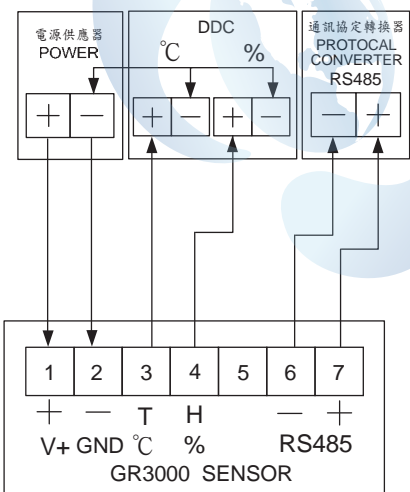 電源供應器
POWER
+ −
DDC
℃ %
+ − + −
通訊協定轉換器
PROTOCAL
CONVERTER
RS485
− +
1 2 3 4 5 6 7
+ − T H − +
V+ GND ℃ % RS485
GR3000 SENSOR